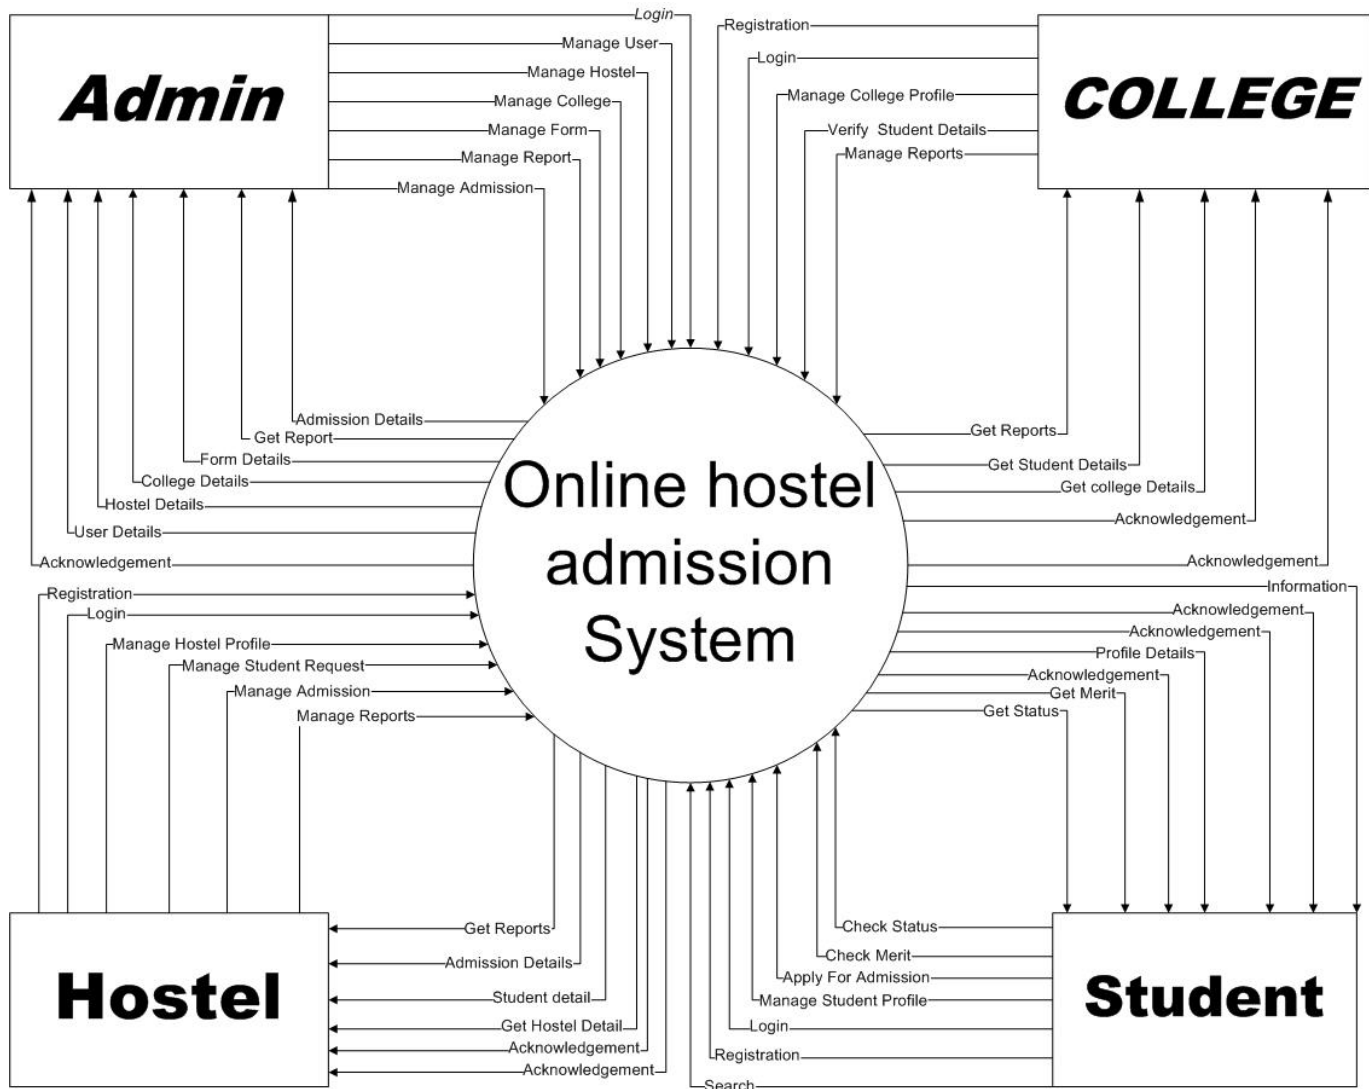 Login
Registration
Manage User
Login
Manage Hostel
Admin
COLLEGE
Manage College
Manage College Profile
Manage Form
Verify  Student Details
Manage Report
Manage Reports
Manage Admission
Admission Details
Get Report
Get Reports
Form Details
Get Student Details
College Details
Get college Details
Hostel Details
Acknowledgement
User Details
Acknowledgement
Acknowledgement
Online hostel
admission
System
Information
Registration
Acknowledgement
Login
Acknowledgement
Manage Hostel Profile
Profile Details
Manage Student Request
Acknowledgement
Manage Admission
Get Merit
Manage Reports
Get Status
Get Reports
Check Status
Admission Details
Check Merit
Apply For Admission
Hostel
Student
Student detail
Manage Student Profile
Get Hostel Detail
Login
Acknowledgement
Registration
Acknowledgement
Search